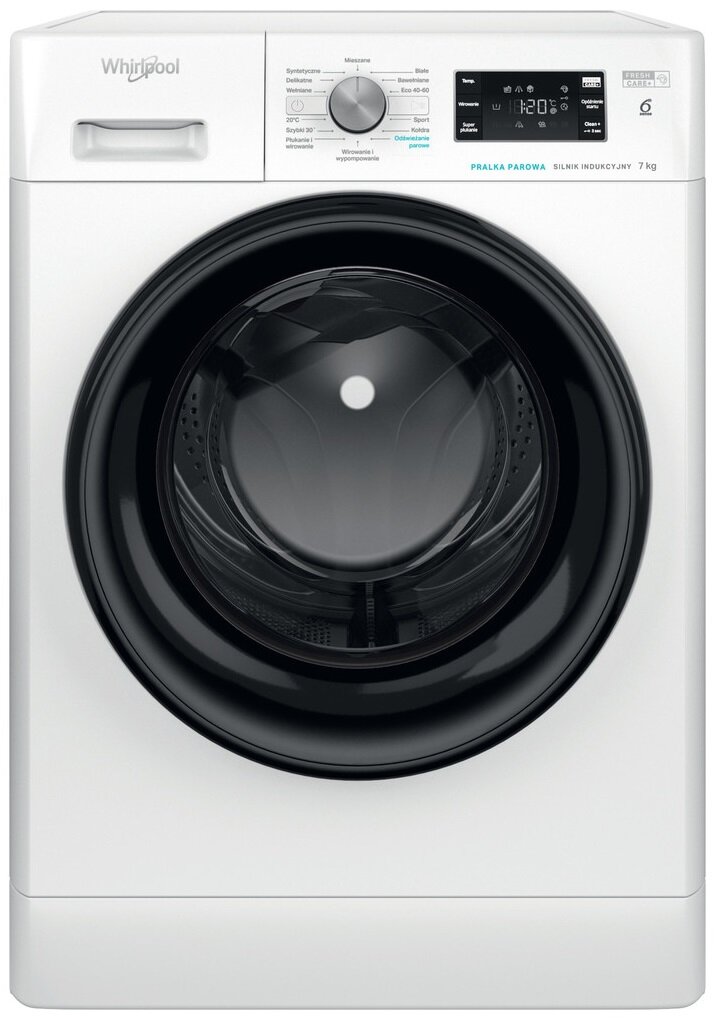 Whirlpool
Mieszane
Syntetyczne
Delikatne
Wełniane
20°C
Szybki 30'
Płukanie i
wirowanie
Wirowanie i
wypompowanie
Białe
Bawełniane
Eco 40-60
Sport
Kołdra
Odświeżanie
parowe
Temp.
Wirowanie
Super
płukanie
1:20
FRESH
CARE+
Opóźnienie
startu
Clean+
3 sec
FRESH
CARE+
6
SENSE
PRALKA PAROWA SILNIK INDUKCYJNY 7 kg